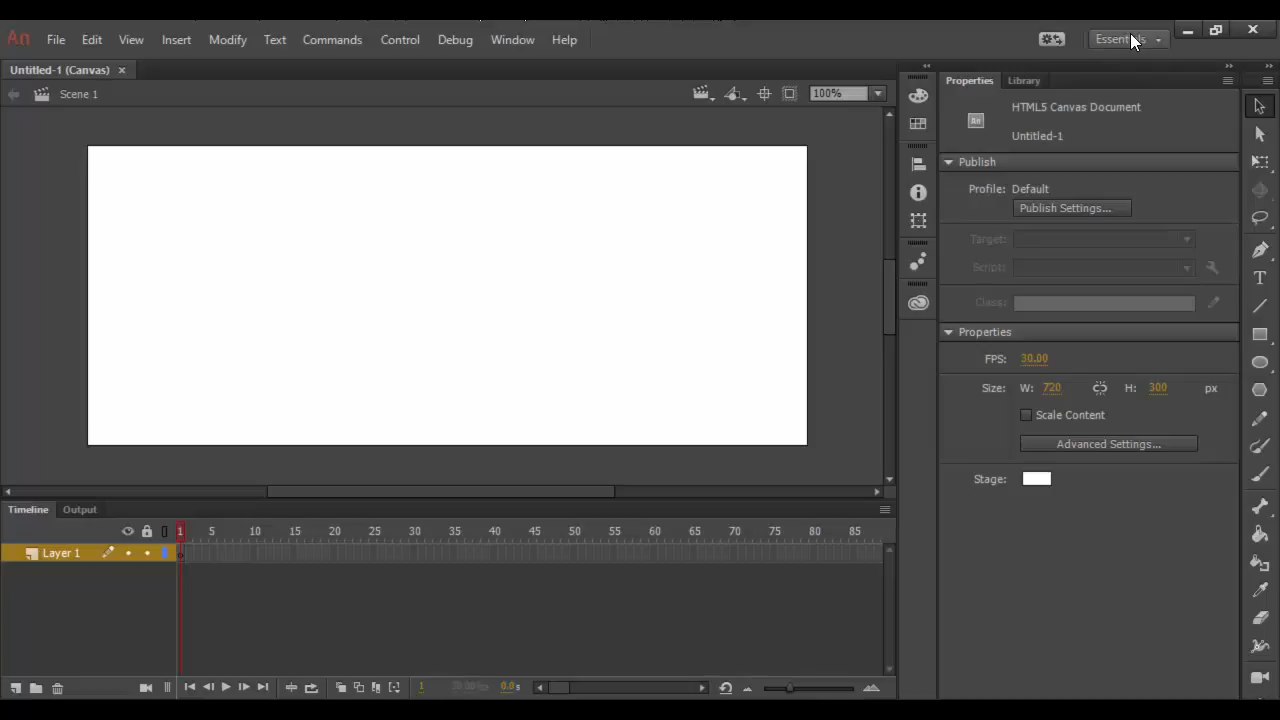 An File Edit View Insert Modify Text Commands Control Debug Window Help Essentials
Untitled-1 (Canvas) ×
Scene 1 100%
Properties Library
HTML5 Canvas Document
An
Untitled-1
Publish
Profile: Default
Publish Settings...
Target:
Script:
Class:
Properties
FPS: 30.00
Size: W: 720 H: 300 px
Scale Content
Advanced Settings...
Stage:
Timeline Output
1 5 10 15 20 25 30 35 40 45 50 55 60 65 70 75 80 85
Layer 1
1 30.00fps 0.0s